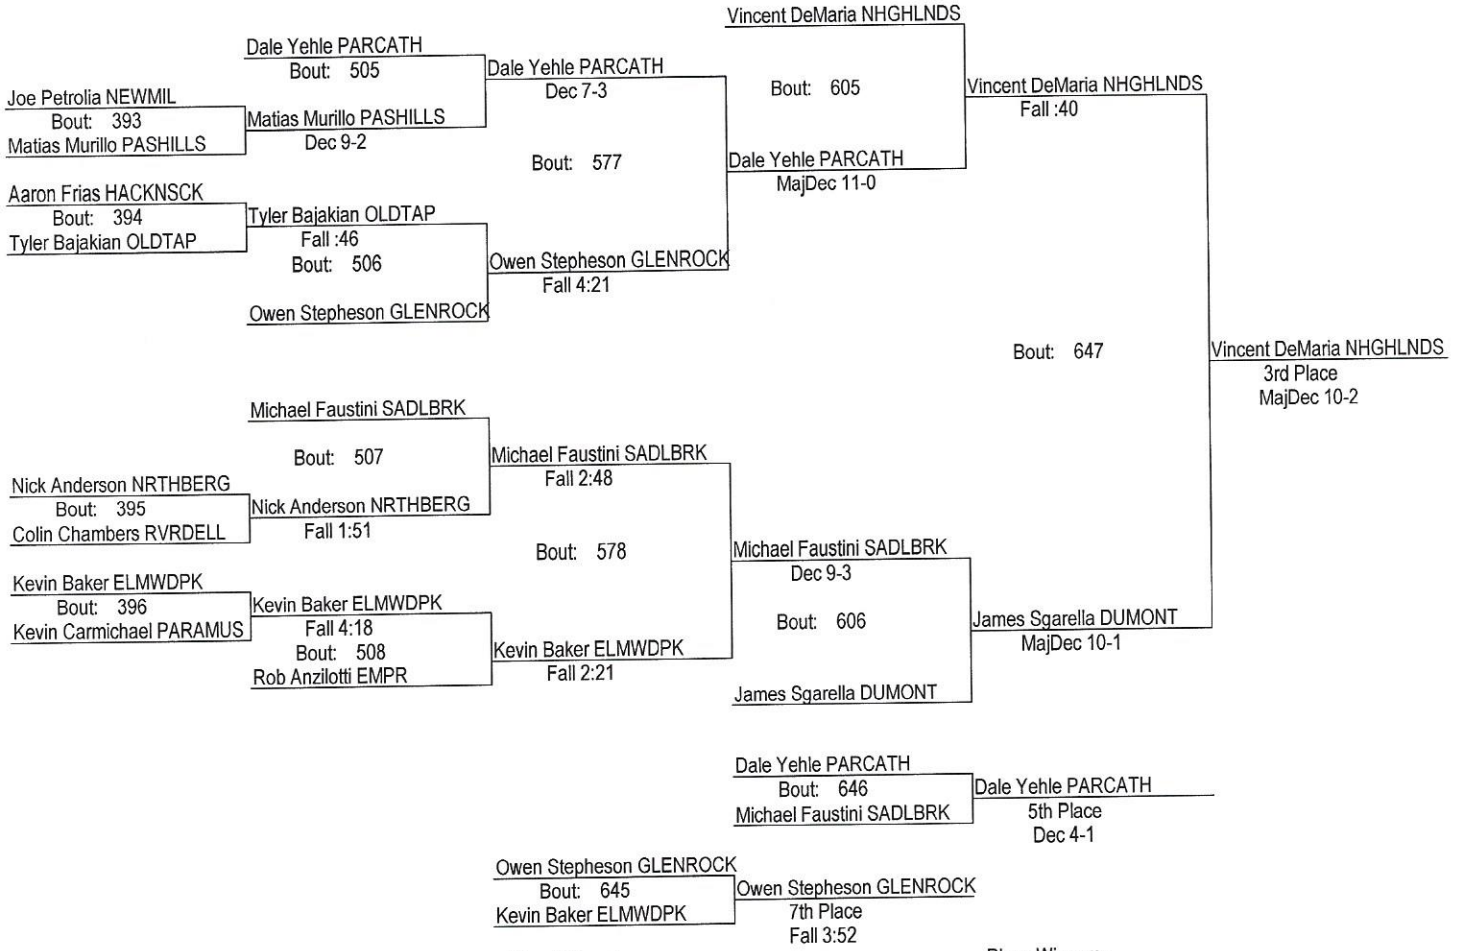 Vincent DeMaria NHGHLNDS
Dale Yehle PARCATH
Bout: 505
Dale Yehle PARCATH
Dec 7-3
Bout: 605
Vincent DeMaria NHGHLNDS
Fall :40
Joe Petrolia NEWMIL
Bout: 393
Matias Murillo PASHILLS
Matias Murillo PASHILLS
Dec 9-2
Bout: 577
Dale Yehle PARCATH
MajDec 11-0
Aaron Frias HACKNSCK
Bout: 394
Tyler Bajakian OLDTAP
Tyler Bajakian OLDTAP
Fall :46
Bout: 506
Owen Stepheson GLENROCK
Fall 4:21
Owen Stepheson GLENROCK
Bout: 647
Vincent DeMaria NHGHLNDS
3rd Place
MajDec 10-2
Michael Faustini SADLBRK
Bout: 507
Michael Faustini SADLBRK
Fall 2:48
Nick Anderson NRTHBERG
Bout: 395
Colin Chambers RVRDELL
Nick Anderson NRTHBERG
Fall 1:51
Bout: 578
Michael Faustini SADLBRK
Dec 9-3
Kevin Baker ELMWDPK
Bout: 396
Kevin Carmichael PARAMUS
Kevin Baker ELMWDPK
Fall 4:18
Bout: 508
Rob Anzilotti EMPR
Kevin Baker ELMWDPK
Fall 2:21
Bout: 606
James Sgarella DUMONT
MajDec 10-1
James Sgarella DUMONT
Dale Yehle PARCATH
Bout: 646
Michael Faustini SADLBRK
Dale Yehle PARCATH
5th Place
Dec 4-1
Owen Stepheson GLENROCK
Bout: 645
Kevin Baker ELMWDPK
Owen Stepheson GLENROCK
7th Place
Fall 3:52